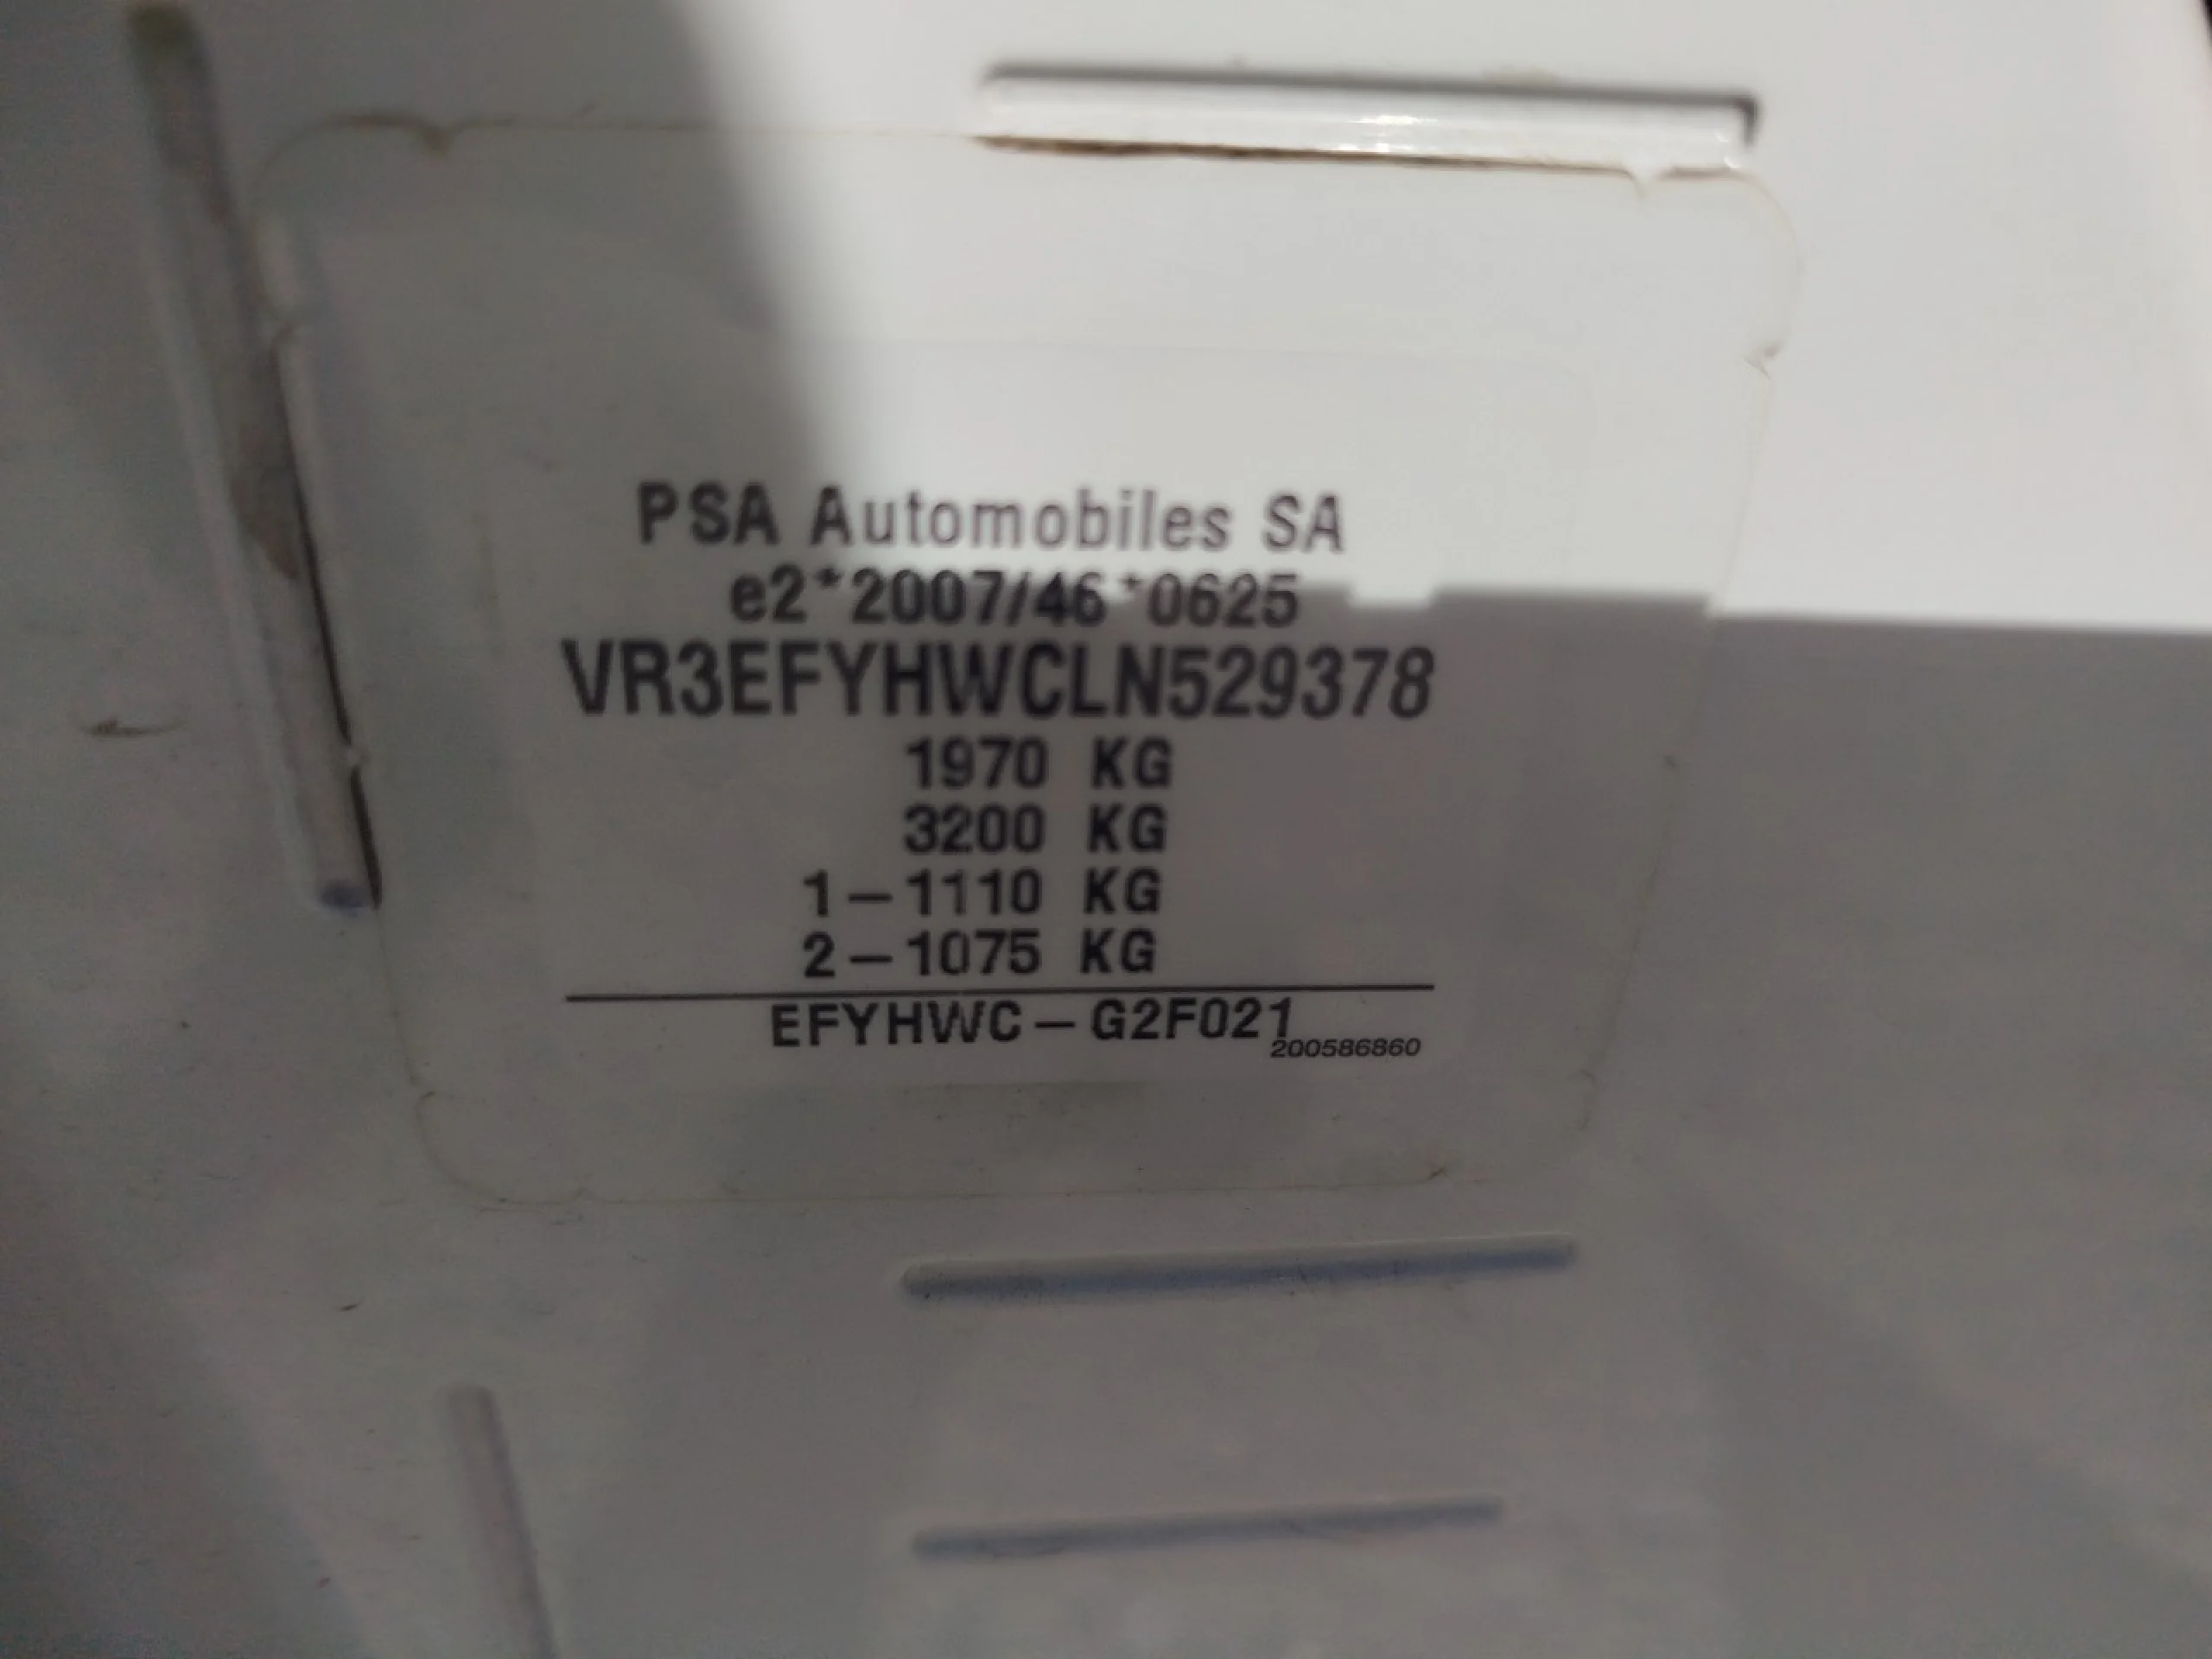 PSA Automobiles SA
e2*2007/46*0625
VR3EFYHWCLN529378
1970 KG
3200 KG
1-1110 KG
2-1075 KG
EFYHWC-G2F021
200586860